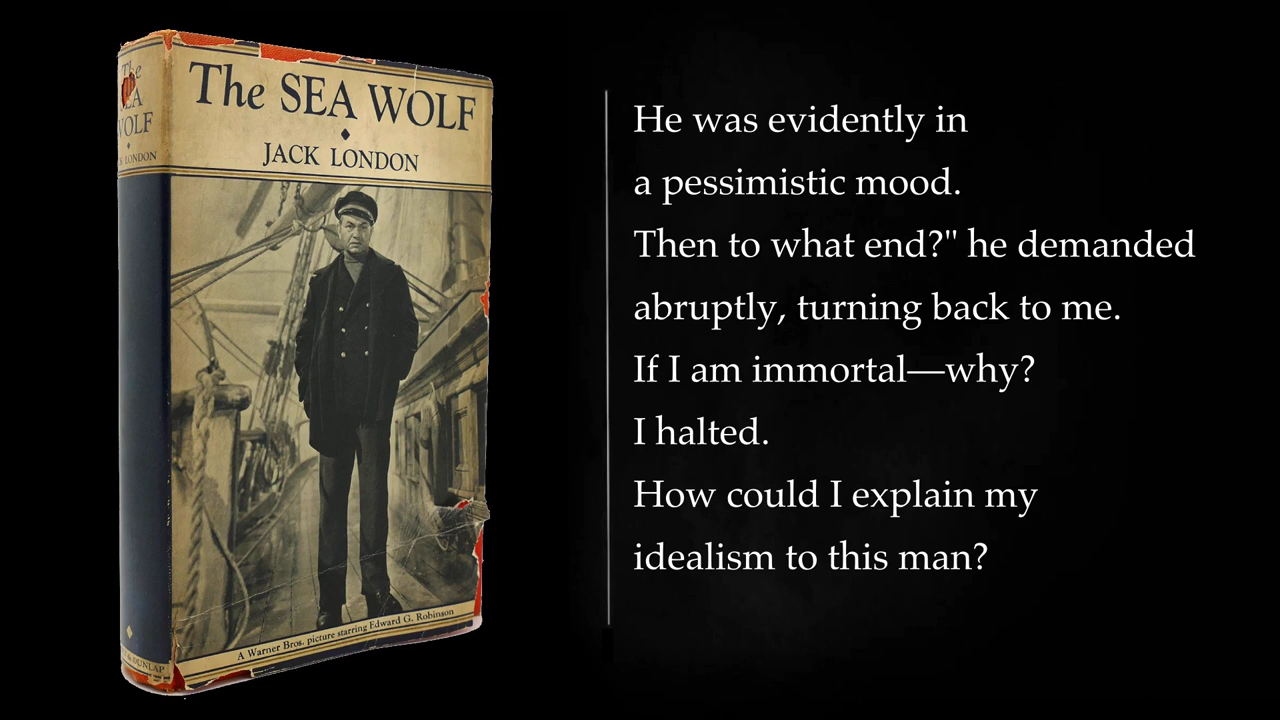 The
SEA
WOLF
K LONDON
DUNLAP
The SEA WOLF
JACK LONDON
A Warner Bros. picture starring Edward G. Robinson
He was evidently in
a pessimistic mood.
Then to what end?" he demanded
abruptly, turning back to me.
If I am immortal—why?
I halted.
How could I explain my
idealism to this man?